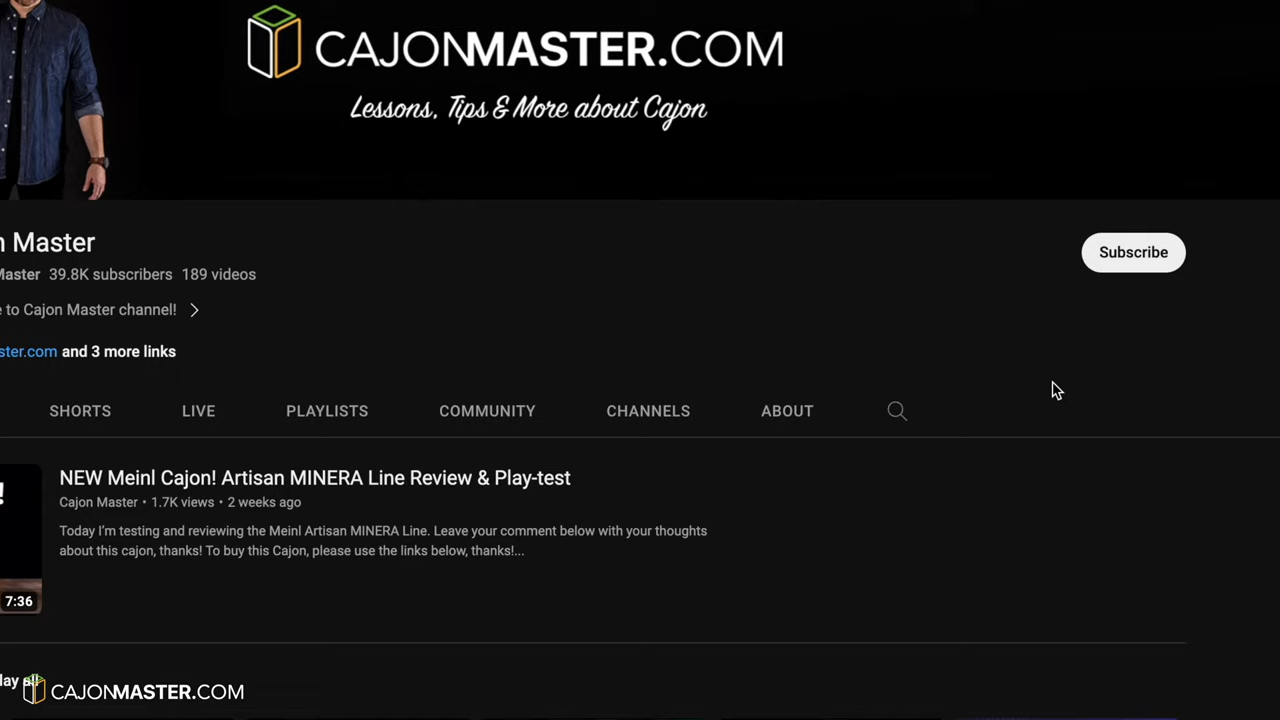 CAJONMASTER.COM
Lessons, Tips & More about Cajon
Master
Subscribe
39.8K subscribers 189 videos
to Cajon Master channel!
and 3 more links
SHORTS LIVE PLAYLISTS COMMUNITY CHANNELS ABOUT
NEW Meinl Cajon! Artisan MINERA Line Review & Play-test
Cajon Master • 1.7K views • 2 weeks ago
Today I'm testing and reviewing the Meinl Artisan MINERA Line. Leave your comment below with your thoughts
about this cajon, thanks! To buy this Cajon, please use the links below, thanks!...
7:36
CAJONMASTER.COM